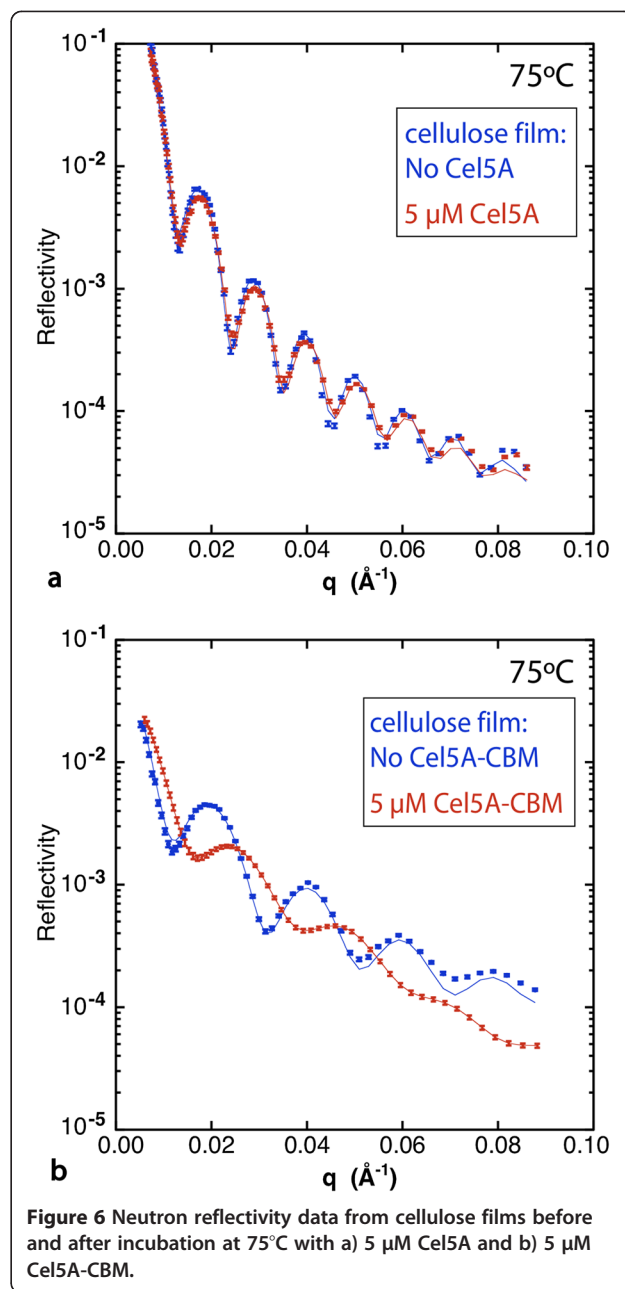 10⁻¹
75ºC
cellulose film:
No Cel5A
5 µM Cel5A
10⁻²
Reflectivity
10⁻³
10⁻⁴
10⁻⁵
0.00 0.02 0.04 0.06 0.08 0.10
a q (Å⁻¹)
10⁻¹
75ºC
cellulose film:
No Cel5A-CBM
5 µM Cel5A-CBM
10⁻²
Reflectivity
10⁻³
10⁻⁴
10⁻⁵
0.00 0.02 0.04 0.06 0.08 0.10
b q (Å⁻¹)
Figure 6 Neutron reflectivity data from cellulose films before
and after incubation at 75°C with a) 5 μM Cel5A and b) 5 μM
Cel5A-CBM.